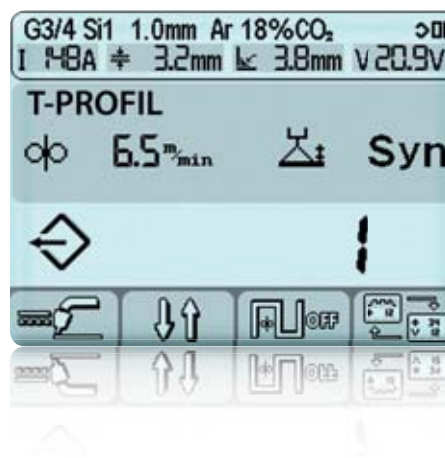 G3/4 Si1 1.0mm Ar 18%CO₂
I 148A 3.2mm 3.8mm V 20.9V
T-PROFIL
6.5 m/min Syn
1
OFF